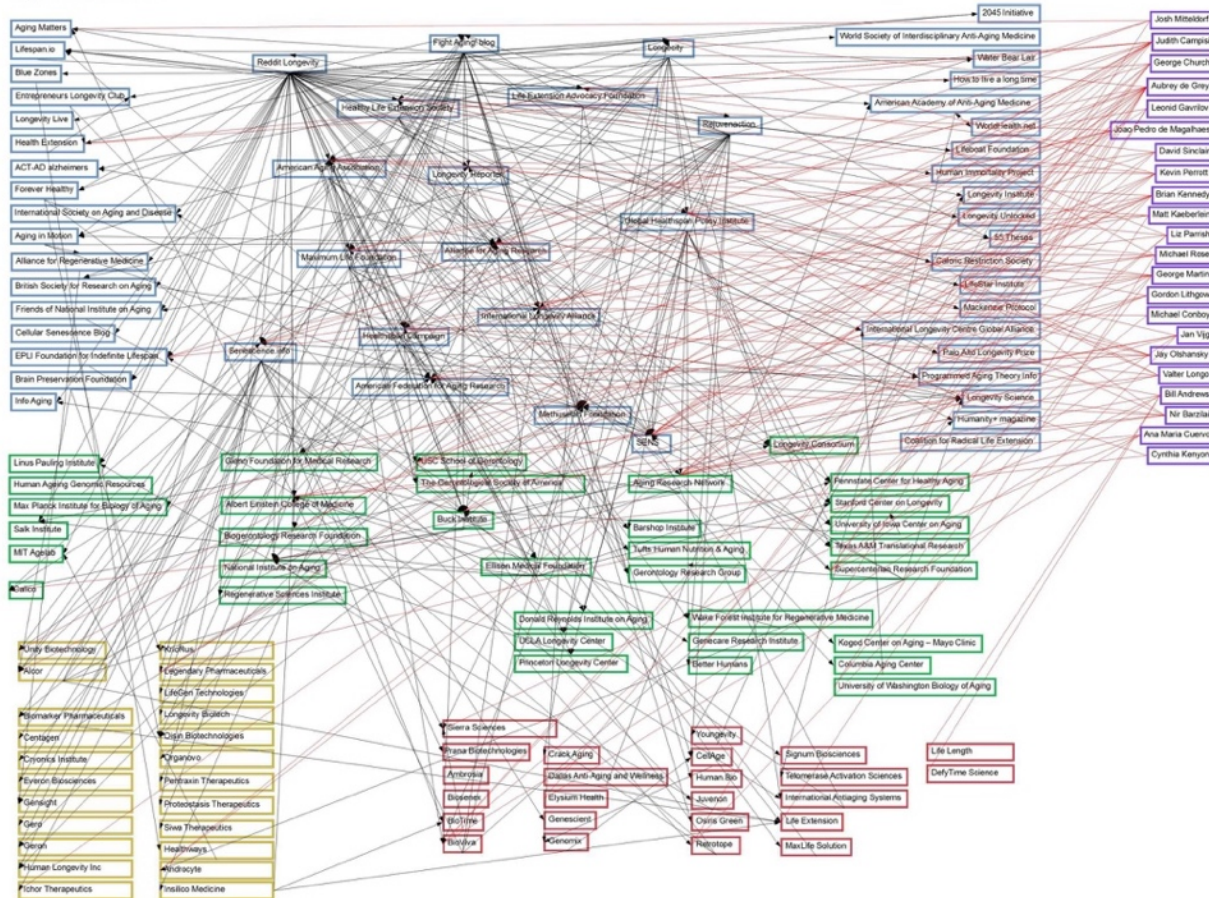 2045 Initiative
Aging Matters
Josh Mitteldorf
World Society of Interdisciplinary Anti-Aging Medicine
Lifespan.io
Fight Aging! blog
Longecity
Judith Campisi
Reddit Longevity
Water Bear Lair
George Church
Blue Zones
How to live a long time
Aubrey de Grey
Entrepreneurs Longevity Club
Healthy Life Extension Society
Life Extension Advocacy Foundation
American Academy of Anti-Aging Medicine
Leonid Gavrilov
Longevity Live
Rejuvenaction
WorldHealth.net
Joao Pedro de Magalhaes
Health Extension
Lifeboat Foundation
David Sinclair
ACT-AD alzheimers
American Aging Association
Longevity Reporter
Human Immortality Project
Kevin Perrott
Forever Healthy
Longevity Institute
Brian Kennedy
International Society on Aging and Disease
Global Healthspan Policy Institute
Longevity Unlocked
Matt Kaeberlein
Aging in Motion
55 Theses
Liz Parrish
Alliance for Regenerative Medicine
Maximum Life Foundation
Alliance for Aging Research
Caloric Restriction Society
Michael Rose
British Society for Research on Aging
LifeStar Institute
George Martin
Friends of National Institute on Aging
International Longevity Alliance
Mackenzie Protocol
Gordon Lithgow
Cellular Senescence Blog
Healthspan Campaign
International Longevity Centre Global Alliance
Michael Conboy
EPLI Foundation for Indefinite Lifespan
Senescence.info
Palo Alto Longevity Prize
Jan Vijg
Jay Olshansky
Brain Preservation Foundation
American Federation for Aging Research
Programmed Aging Theory Info
Valter Longo
Info Aging
Longevity Science
Bill Andrews
Methuselah Foundation
Humanity+ magazine
Nir Barzilai
SENS
Longevity Consortium
Coalition for Radical Life Extension
Ana Maria Cuervo
Cynthia Kenyon
Linus Pauling Institute
Glenn Foundation for Medical Research
USC School of Gerontology
Human Ageing Genomic Resources
The Gerontologicial Society of America
Aging Research Network
Pennstate Center for Healthy Aging
Max Planck Institute for Biology of Aging
Albert Einstein College of Medicine
Stanford Center on Longevity
Salk Institute
Biogerontology Research Foundation
Buck Institute
Barshop Institute
University of Iowa Center on Aging
MIT Agelab
National Institute on Aging
Ellison Medical Foundation
Tufts Human Nutrition & Aging
Texas A&M Translational Research
Gerontology Research Group
Supercentenarian Research Foundation
Calico
Regenerative Sciences Institute
Donald Reynolds Institute on Aging
Wake Forest Institute for Regenerative Medicine
UCLA Longevity Center
Genecare Research Institute
Kogod Center on Aging – Mayo Clinic
Princeton Longevity Center
Better Humans
Columbia Aging Center
University of Washington Biology of Aging
Unity Biotechnology
KrioRus
Alcor
Legendary Pharmaceuticals
LifeGen Technologies
Biomarker Pharmaceuticals
Longevity Biotech
Centagen
Oisin Biotechnologies
Cryonics Institute
Organovo
Everon Biosciences
Pentraxin Therapeutics
Gensight
Proteostasis Therapeutics
Gero
Siwa Therapeutics
Geron
Healthways
Human Longevity Inc
Androcyte
Ichor Therapeutics
Insilico Medicine
Sierra Sciences
Youngevity
Prana Biotechnologies
Crack Aging
CellAge
Signum Biosciences
Life Length
Ambrosia
Dallas Anti-Aging and Wellness
Human.Bio
Telomerase Activation Sciences
DefyTime Science
Biosenex
Elysium Health
Juvenon
International Antiaging Systems
BioTime
Genescient
Osiris Green
Life Extension
BioViva
Genomix
Retrotope
MaxLife Solution